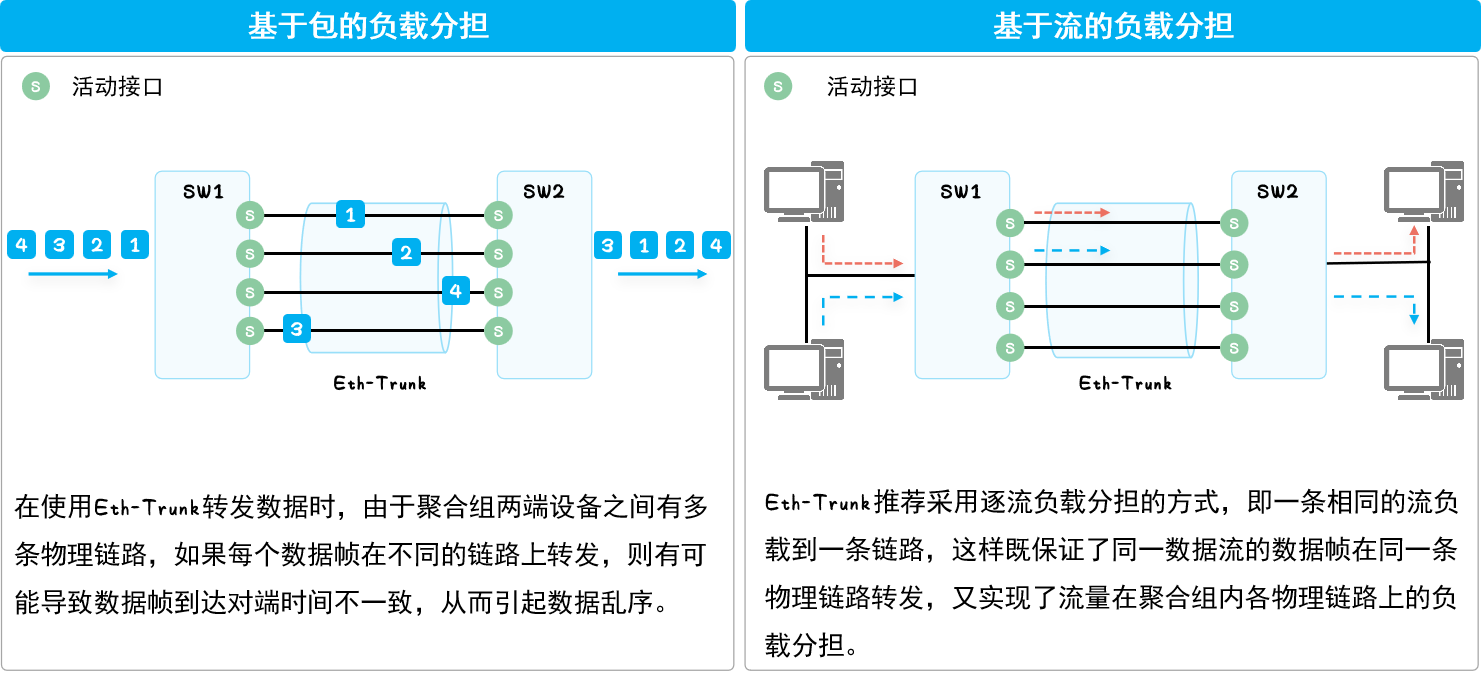 基于包的负载分担
S 活动接口
SW1
SW2
S
S
S
S
S
S
S
S
1
2
4
3
4 3 2 1
3 1 2 4
Eth-Trunk
在使用Eth-Trunk转发数据时，由于聚合组两端设备之间有多
条物理链路，如果每个数据帧在不同的链路上转发，则有可
能导致数据帧到达对端时间不一致，从而引起数据乱序。
基于流的负载分担
S 活动接口
SW1
SW2
S
S
S
S
S
S
S
S
Eth-Trunk
Eth-Trunk推荐采用逐流负载分担的方式，即一条相同的流负
载到一条链路，这样既保证了同一数据流的数据帧在同一条
物理链路转发，又实现了流量在聚合组内各物理链路上的负
载分担。